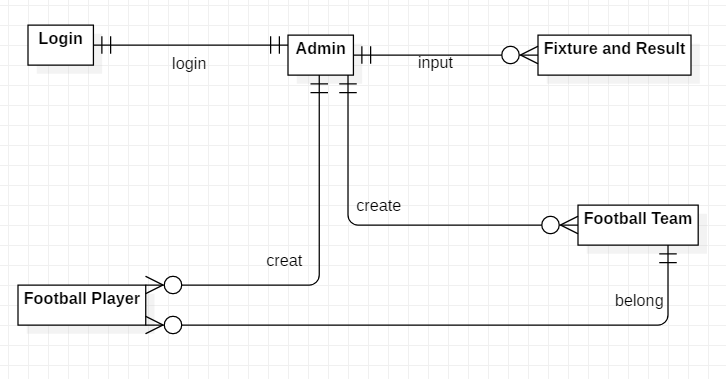 Login
Admin
Fixture and Result
login
input
create
Football Team
creat
Football Player
belong